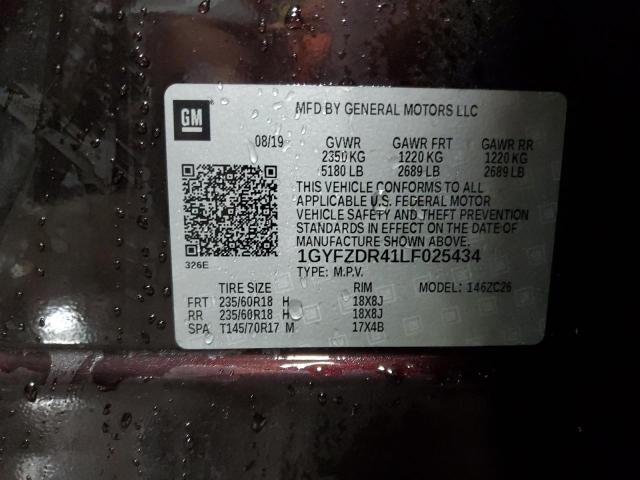 GM
MFD BY GENERAL MOTORS LLC
08/19 GVWR GAWR FRT GAWR RR
2350 KG 1220 KG 1220 KG
5180 LB 2689 LB 2689 LB
THIS VEHICLE CONFORMS TO ALL
APPLICABLE U.S. FEDERAL MOTOR
VEHICLE SAFETY AND THEFT PREVENTION
STANDARDS IN EFFECT ON THE DATE OF
MANUFACTURE SHOWN ABOVE.
326E
1GYFZDR41LF025434
TYPE: M.P.V. MODEL: 146ZC26
TIRE SIZE RIM
FRT 235/60R18 H 18X8J
RR 235/60R18 H 18X8J
SPA T145/70R17 M 17X4B